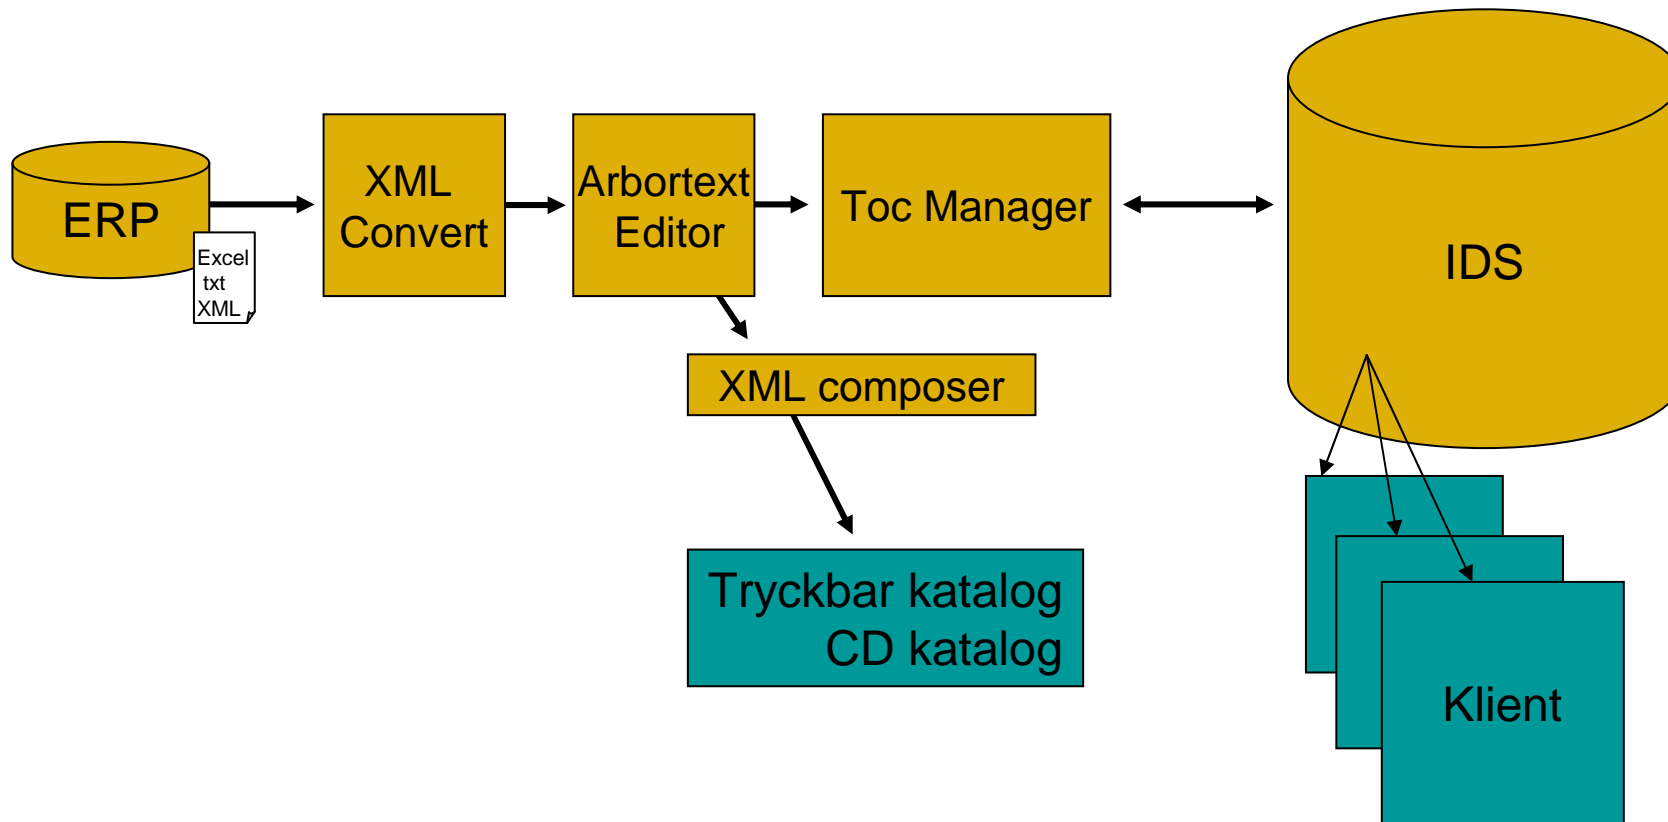 ERP
Excel
txt
XML
XML
Convert
Arbortext
Editor
Toc Manager
IDS
XML composer
Tryckbar katalog
CD katalog
Klient